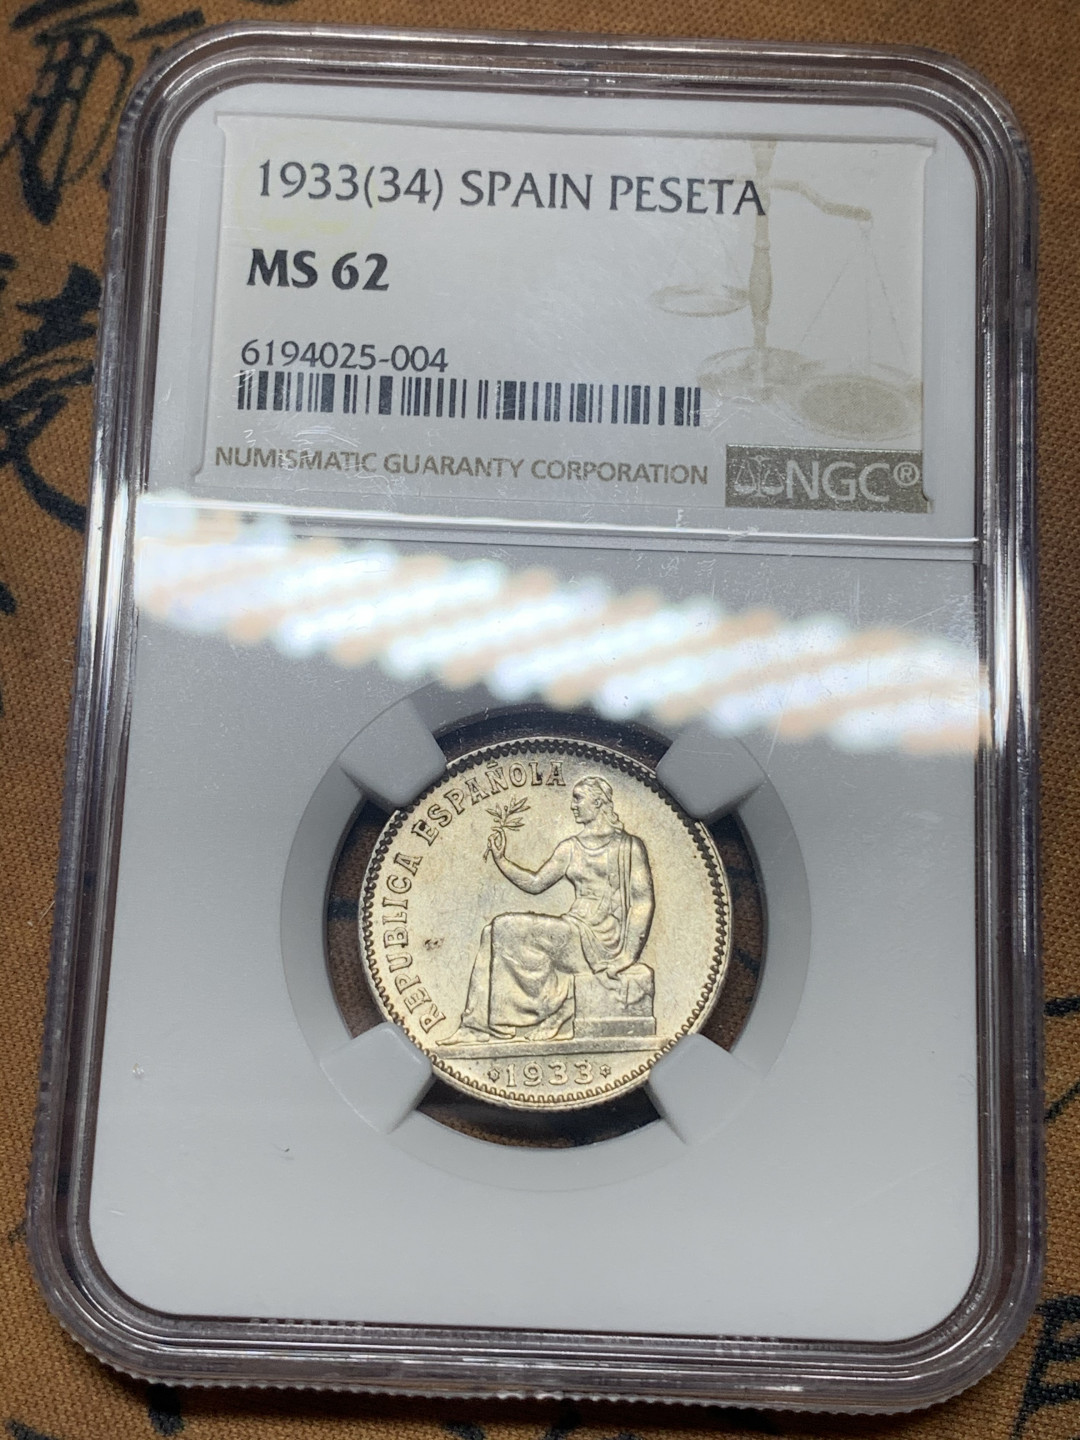 1933(34) SPAIN PESETA
MS 62
6194025-004
NUMISMATIC GUARANTY CORPORATION
NGC®
REPUBLICA ESPAÑOLA
1933